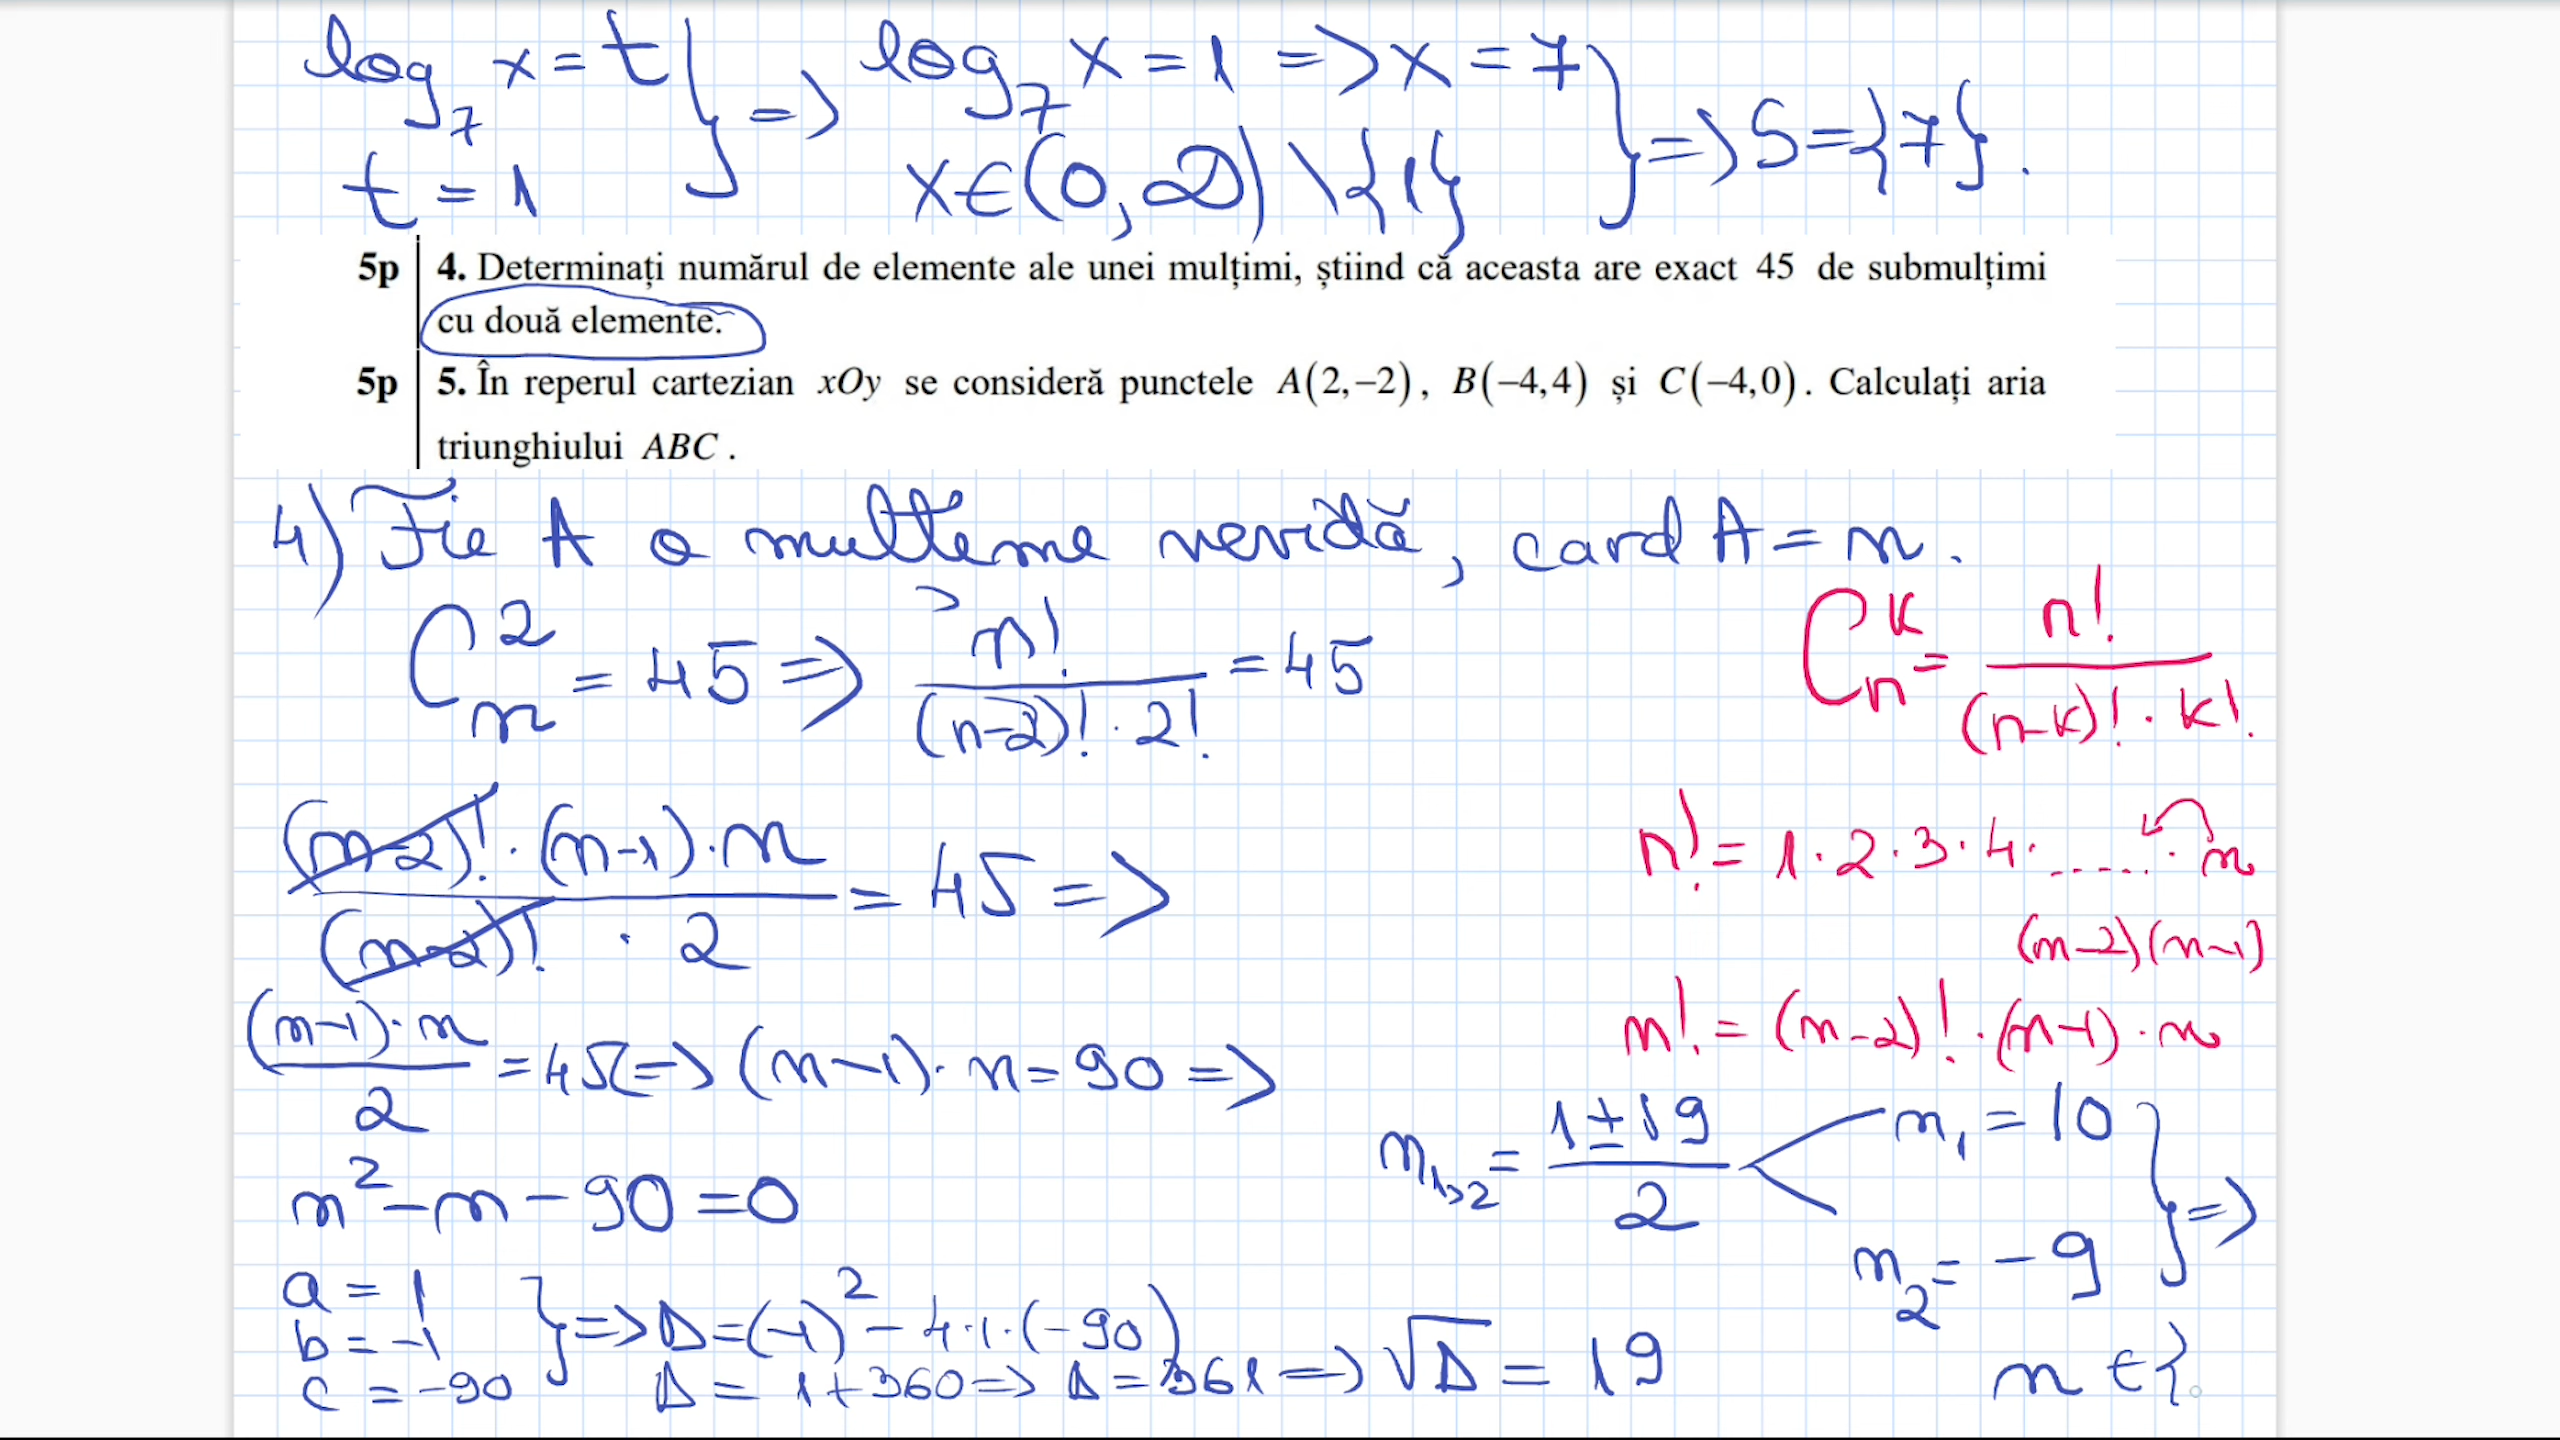 log₇ x = t } => log₇ x = 1 => x = 7 } => S = {7}.
t = 1 x ∈ (0, ∞) \ {1}
5p 4. Determinați numărul de elemente ale unei mulțimi, știind că aceasta are exact 45 de submulțimi
cu două elemente.
5p 5. În reperul cartezian xOy se consideră punctele A(2,−2), B(−4,4) și C(−4,0). Calculați aria
triunghiului ABC.
4) Fie A o mulțime nevidă, card A = n.
Cₙ² = 45 => n! / ((n-2)! · 2!) = 45
Cₙᵏ = n! / ((n-k)! · k!)
(n-2)! · (n-1) · n / ((n-2)! · 2) = 45 =>
n! = 1·2·3·4· ..... · n
(n-2)(n-1)
n! = (n-2)! · (n-1) · n
(n-1) · n / 2 = 45 => (n-1) · n = 90 =>
n² - n - 90 = 0
a = 1
b = -1
c = -90
} => Δ = (-1)² - 4·1·(-90)
Δ = 1 + 360 => Δ = 361 => √Δ = 19
n₁,₂ = (1 ± 19) / 2
n₁ = 10
n₂ = -9
} =>
n ∈ {